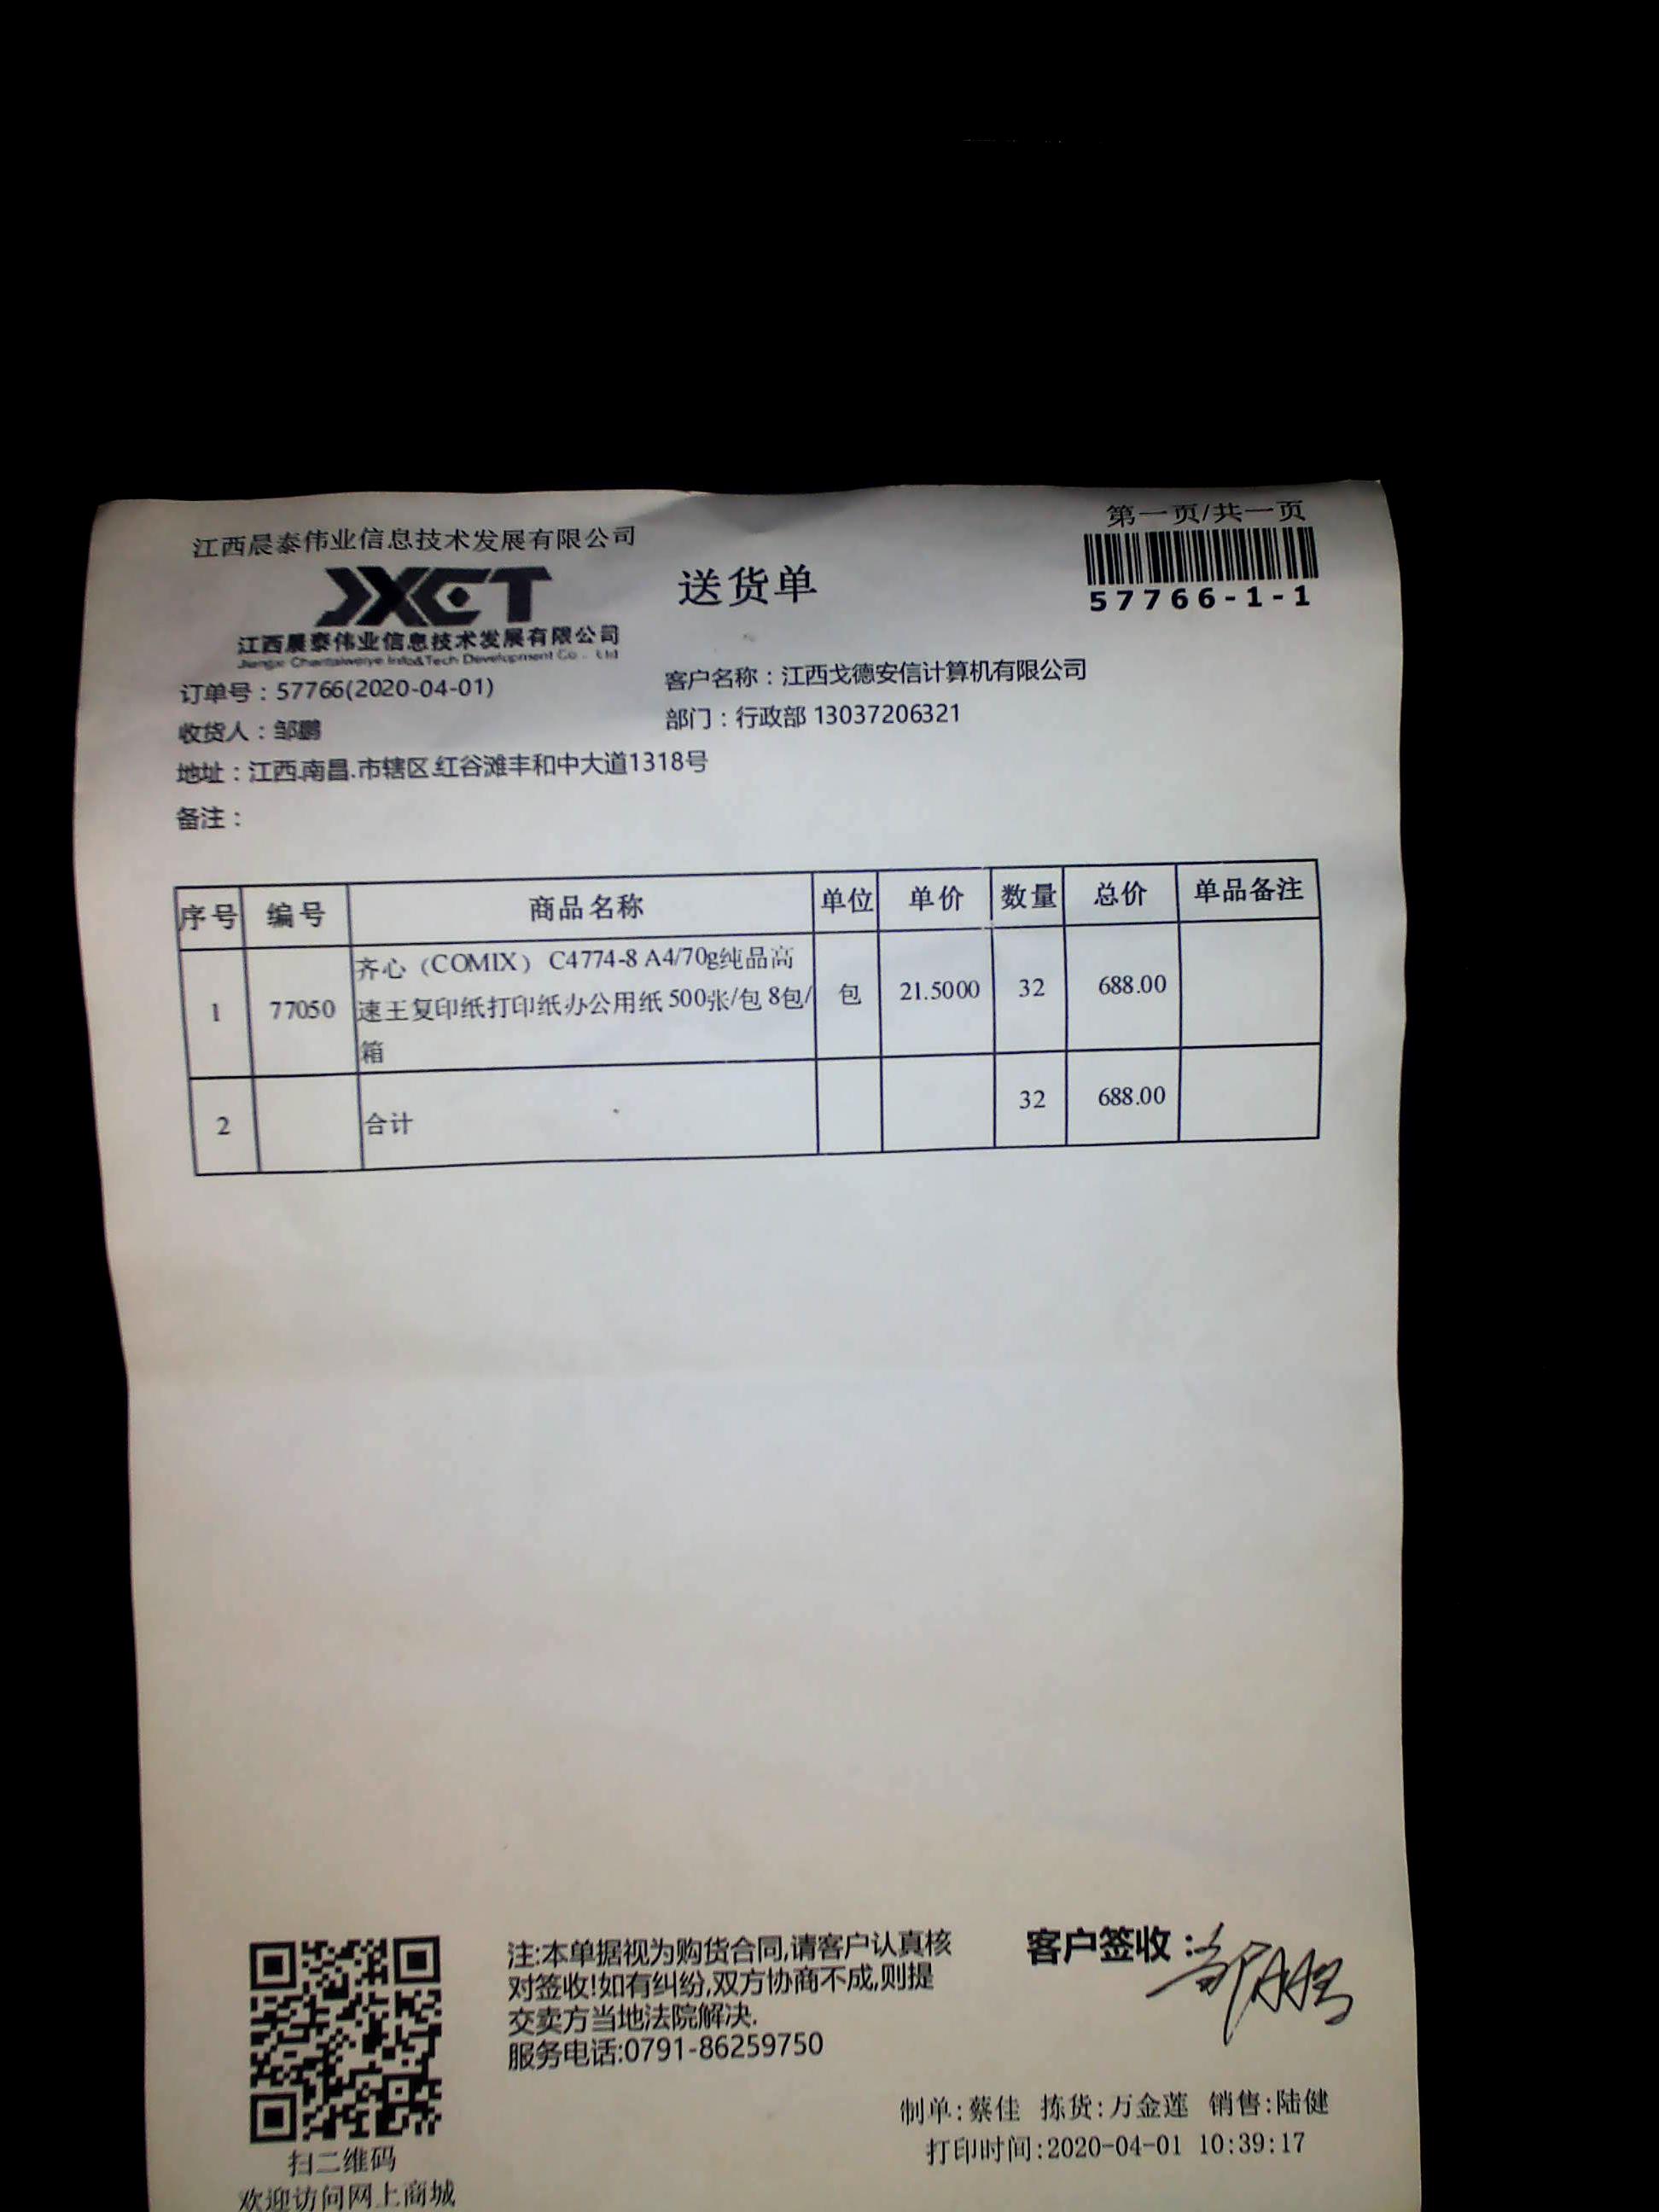 第一页/共一页
江西晨泰伟业信息技术发展有限公司
JXCT
送货单
57766-1-1
江西晨泰伟业信息技术发展有限公司
Jiangxi Chentaiweiye Info&Tech Development Co., Ltd
订单号：57766(2020-04-01)
客户名称：江西戈德安信计算机有限公司
收货人：邹鹏
部门：行政部 13037206321
地址：江西.南昌.市辖区.红谷滩丰和中大道1318号
备注：
序号 编号 商品名称 单位 单价 数量 总价 单品备注
齐心（COMIX） C4774-8 A4/70g纯品高
1 77050 速王复印纸打印纸办公用纸 500张/包 8包/ 包 21.5000 32 688.00
箱
2 合计 32 688.00
注:本单据视为购货合同,请客户认真核
对签收!如有纠纷,双方协商不成,则提
交卖方当地法院解决.
服务电话:0791-86259750
客户签收：邹鹏
制单:蔡佳 拣货:万金莲 销售:陆健
打印时间:2020-04-01 10:39:17
扫二维码
欢迎访问网上商城